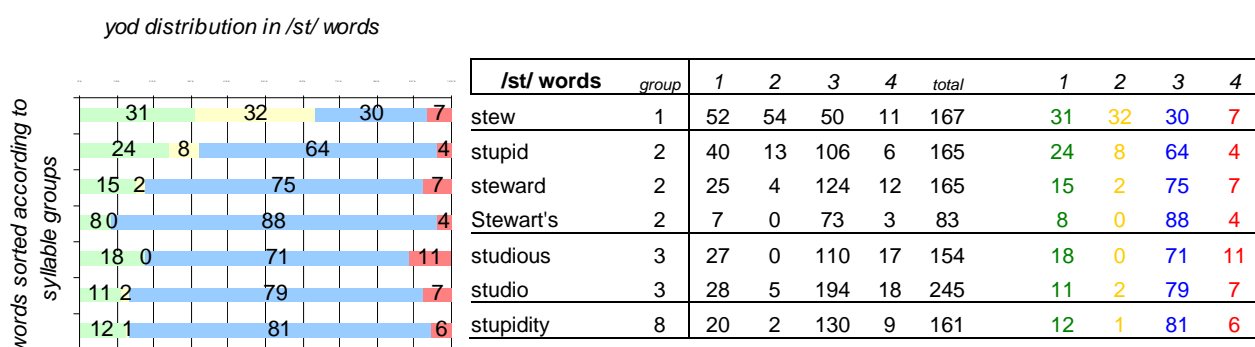 yod distribution in /st/ words
words sorted according to
syllable groups
31 32 30 7
24 8 64 4
15 2 75 7
8 0 88 4
18 0 71 11
11 2 79 7
12 1 81 6
/st/ words group 1 2 3 4 total 1 2 3 4
stew 1 52 54 50 11 167 31 32 30 7
stupid 2 40 13 106 6 165 24 8 64 4
steward 2 25 4 124 12 165 15 2 75 7
Stewart's 2 7 0 73 3 83 8 0 88 4
studious 3 27 0 110 17 154 18 0 71 11
studio 3 28 5 194 18 245 11 2 79 7
stupidity 8 20 2 130 9 161 12 1 81 6